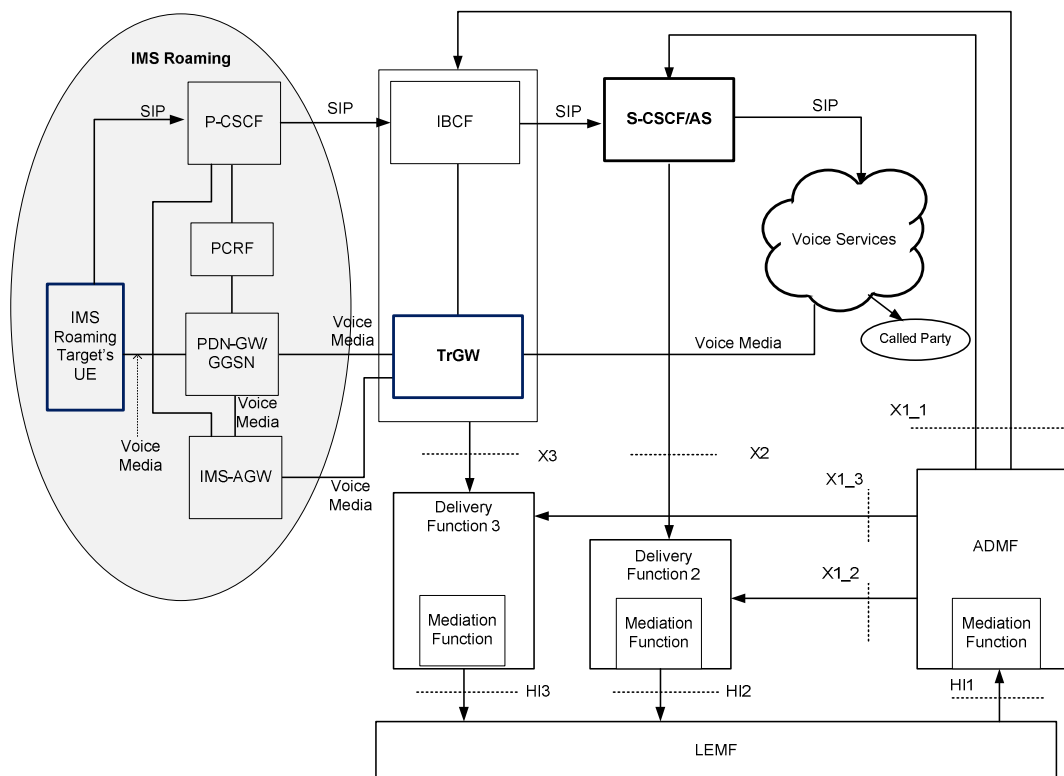 IMS Roaming
SIP
P-CSCF
SIP
IBCF
SIP
S-CSCF/AS
SIP
PCRF
Voice Services
IMS
Roaming
Target's
UE
PDN-GW/
GGSN
Voice
Media
TrGW
Voice Media
Called Party
Voice
Media
Voice
Media
IMS-AGW
Voice
Media
X3
X2
X1_1
X1_3
Delivery
Function 3
Delivery
Function 2
X1_2
ADMF
Mediation
Function
Mediation
Function
Mediation
Function
HI3
HI2
HI1
LEMF